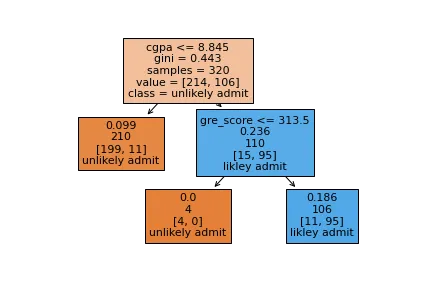 cgpa <= 8.845
gini = 0.443
samples = 320
value = [214, 106]
class = unlikely admit
0.099
210
[199, 11]
unlikely admit
gre_score <= 313.5
0.236
110
[15, 95]
likley admit
0.0
4
[4, 0]
unlikely admit
0.186
106
[11, 95]
likley admit